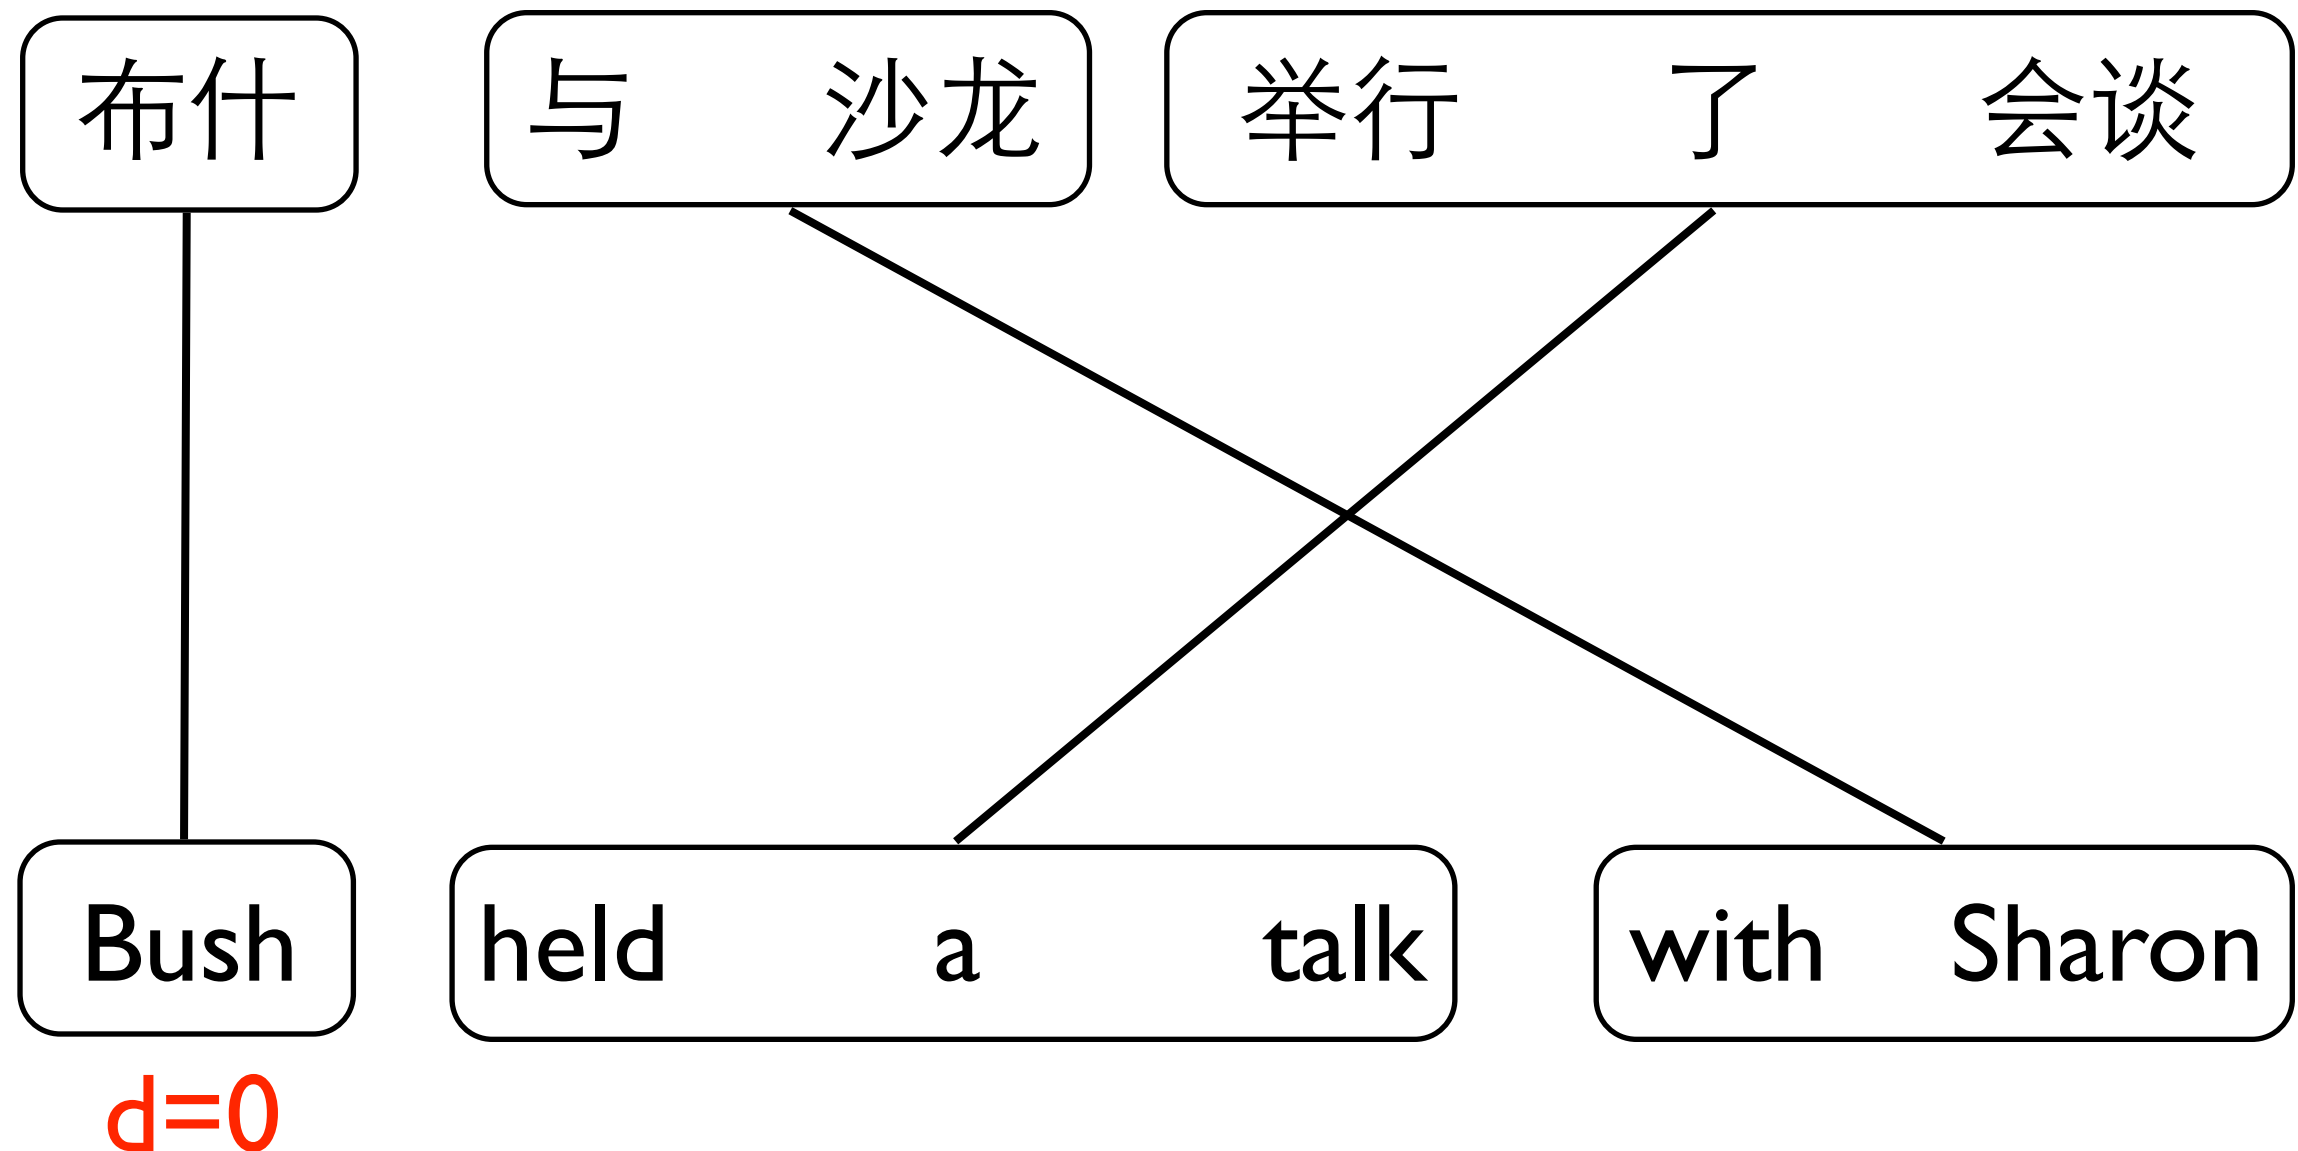 布什 与 沙龙 举行 了 会谈
Bush held a talk with Sharon
d=0